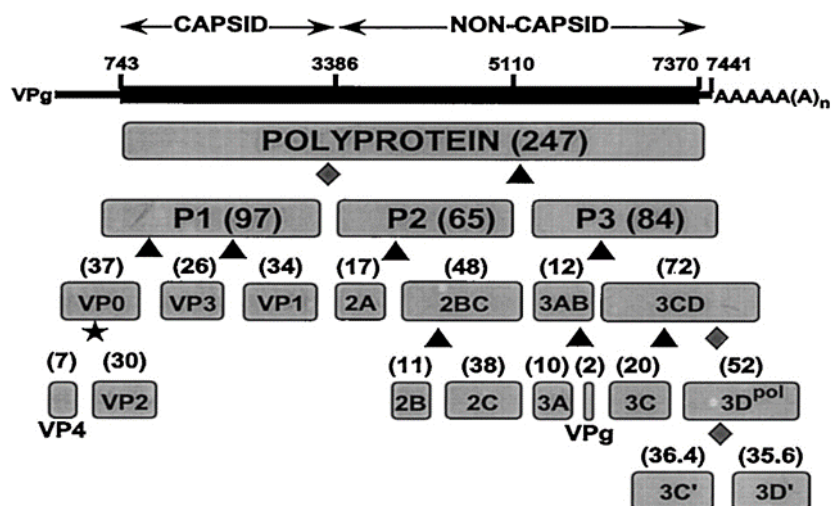 CAPSID NON-CAPSID
743 3386 5110 7370 7441
VPg AAAAA(A)n
POLYPROTEIN (247)
P1 (97) P2 (65) P3 (84)
(37) (26) (34) (17) (48) (12) (72)
VP0 VP3 VP1 2A 2BC 3AB 3CD
(7) (30) (11) (38) (10) (2) (20) (52)
VP2 2B 2C 3A 3C 3Dpol
VP4 VPg
(36.4) (35.6)
3C' 3D'